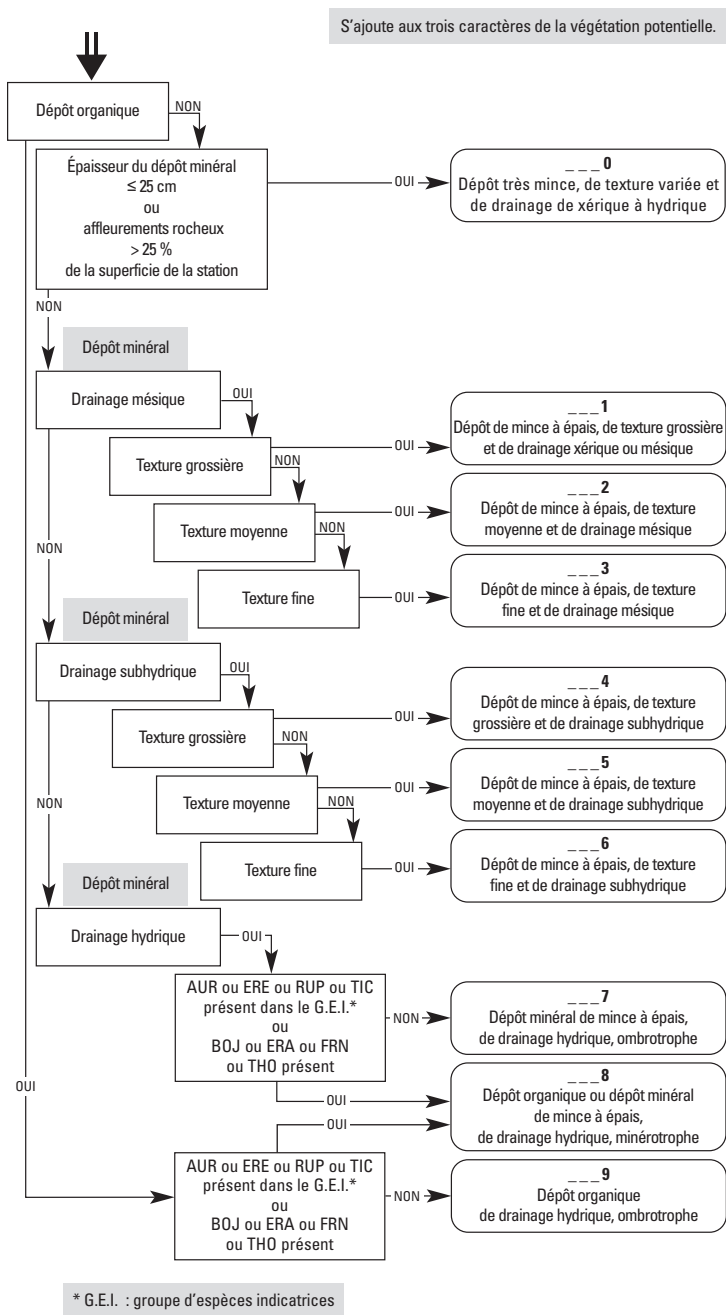 S'ajoute aux trois caractères de la végétation potentielle.
Dépôt organique
NON
Épaisseur du dépôt minéral
≤ 25 cm
ou
affleurements rocheux
> 25 %
de la superficie de la station
OUI
_ _ _ 0
Dépôt très mince, de texture variée et
de drainage de xérique à hydrique
NON
Dépôt minéral
Drainage mésique
OUI
Texture grossière
OUI
_ _ _ 1
Dépôt de mince à épais, de texture grossière
et de drainage xérique ou mésique
NON
Texture moyenne
OUI
_ _ _ 2
Dépôt de mince à épais, de texture
moyenne et de drainage mésique
NON
Texture fine
OUI
_ _ _ 3
Dépôt de mince à épais, de texture
fine et de drainage mésique
NON
Dépôt minéral
Drainage subhydrique
OUI
Texture grossière
OUI
_ _ _ 4
Dépôt de mince à épais, de texture
grossière et de drainage subhydrique
NON
Texture moyenne
OUI
_ _ _ 5
Dépôt de mince à épais, de texture
moyenne et de drainage subhydrique
NON
Texture fine
OUI
_ _ _ 6
Dépôt de mince à épais, de texture
fine et de drainage subhydrique
NON
Dépôt minéral
Drainage hydrique
OUI
AUR ou ERE ou RUP ou TIC
présent dans le G.E.I.*
ou
BOJ ou ERA ou FRN
ou THO présent
NON
_ _ _ 7
Dépôt minéral de mince à épais,
de drainage hydrique, ombrotrophe
OUI
OUI
_ _ _ 8
Dépôt organique ou dépôt minéral
de mince à épais,
de drainage hydrique, minérotrophe
OUI
AUR ou ERE ou RUP ou TIC
présent dans le G.E.I.*
ou
BOJ ou ERA ou FRN
ou THO présent
NON
_ _ _ 9
Dépôt organique
de drainage hydrique, ombrotrophe
* G.E.I. : groupe d'espèces indicatrices